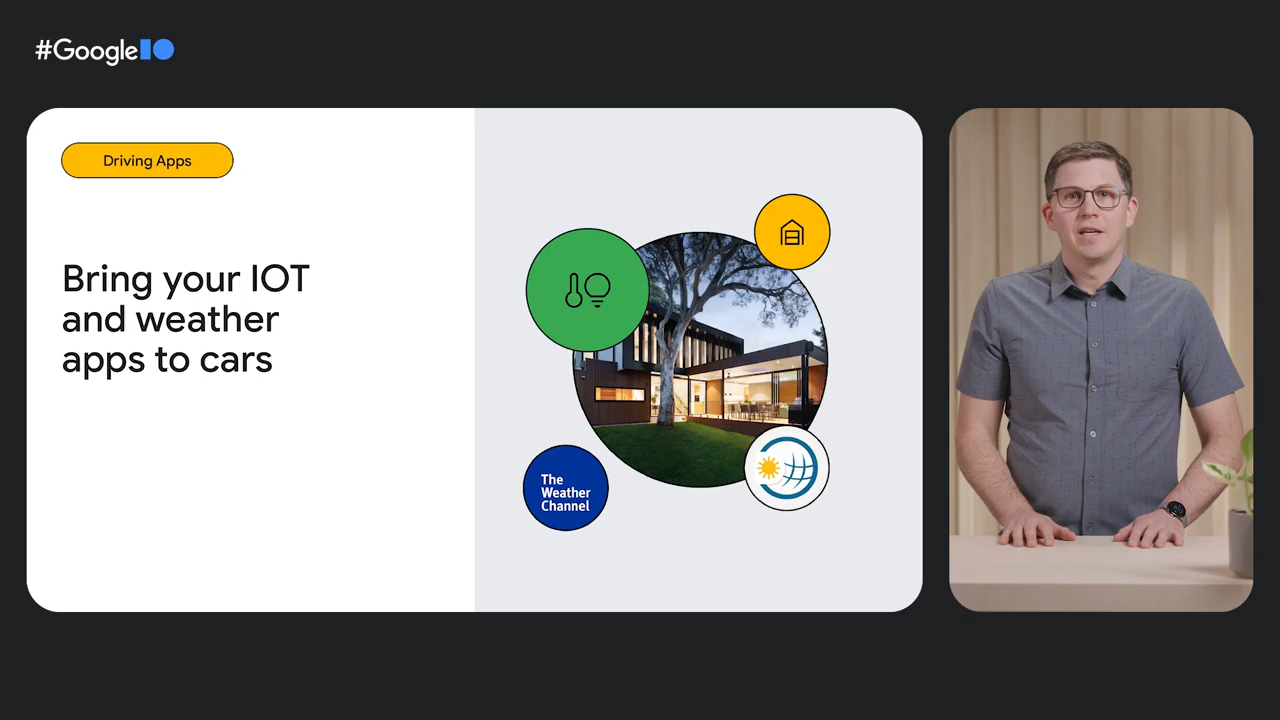 #GoogleIO
Driving Apps
Bring your IOT
and weather
apps to cars
The
Weather
Channel